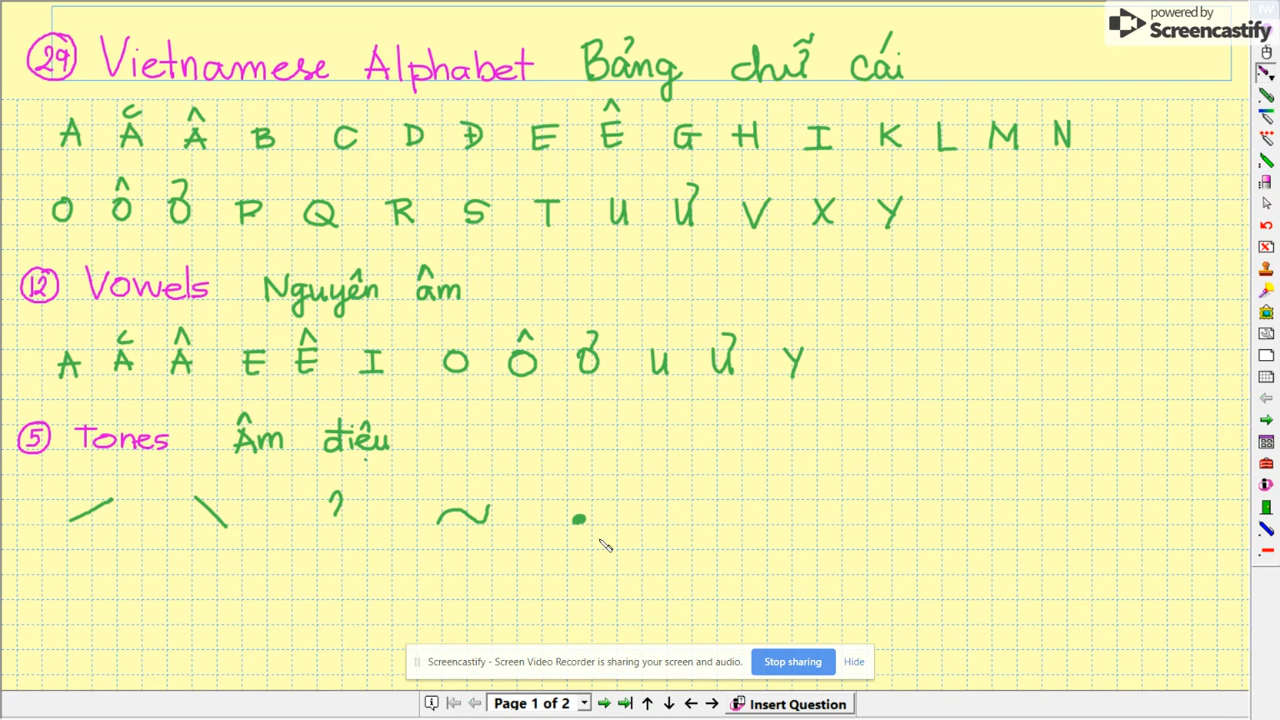 powered by
Screencastify
29 Vietnamese Alphabet Bảng chữ cái
A Ă Â B C D Đ E Ê G H I K L M N
O Ô Ơ P Q R S T U Ư V X Y
12 Vowels Nguyên âm
A Ă Â E Ê I O Ô Ơ U Ư Y
5 Tones Âm điệu
/ \ ? ~ .
Screencastify - Screen Video Recorder is sharing your screen and audio. Stop sharing Hide
Page 1 of 2 Insert Question